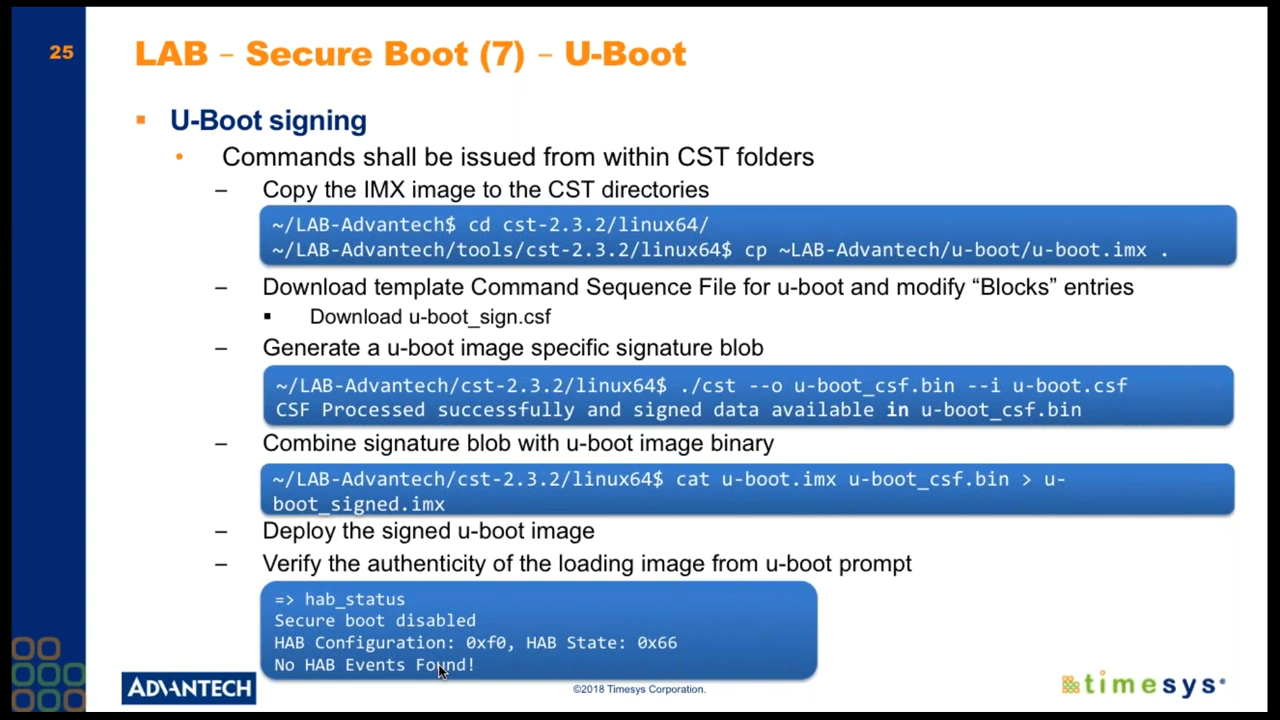 25
LAB – Secure Boot (7) – U-Boot
U-Boot signing
Commands shall be issued from within CST folders
– Copy the IMX image to the CST directories
~/LAB-Advantech$ cd cst-2.3.2/linux64/
~/LAB-Advantech/tools/cst-2.3.2/linux64$ cp ~LAB-Advantech/u-boot/u-boot.imx .
– Download template Command Sequence File for u-boot and modify “Blocks” entries
Download u-boot_sign.csf
– Generate a u-boot image specific signature blob
~/LAB-Advantech/cst-2.3.2/linux64$ ./cst --o u-boot_csf.bin --i u-boot.csf
CSF Processed successfully and signed data available in u-boot_csf.bin
– Combine signature blob with u-boot image binary
~/LAB-Advantech/cst-2.3.2/linux64$ cat u-boot.imx u-boot_csf.bin > u-
boot_signed.imx
– Deploy the signed u-boot image
– Verify the authenticity of the loading image from u-boot prompt
=> hab_status
Secure boot disabled
HAB Configuration: 0xf0, HAB State: 0x66
No HAB Events Found!
ADVANTECH
©2018 Timesys Corporation.
timesys